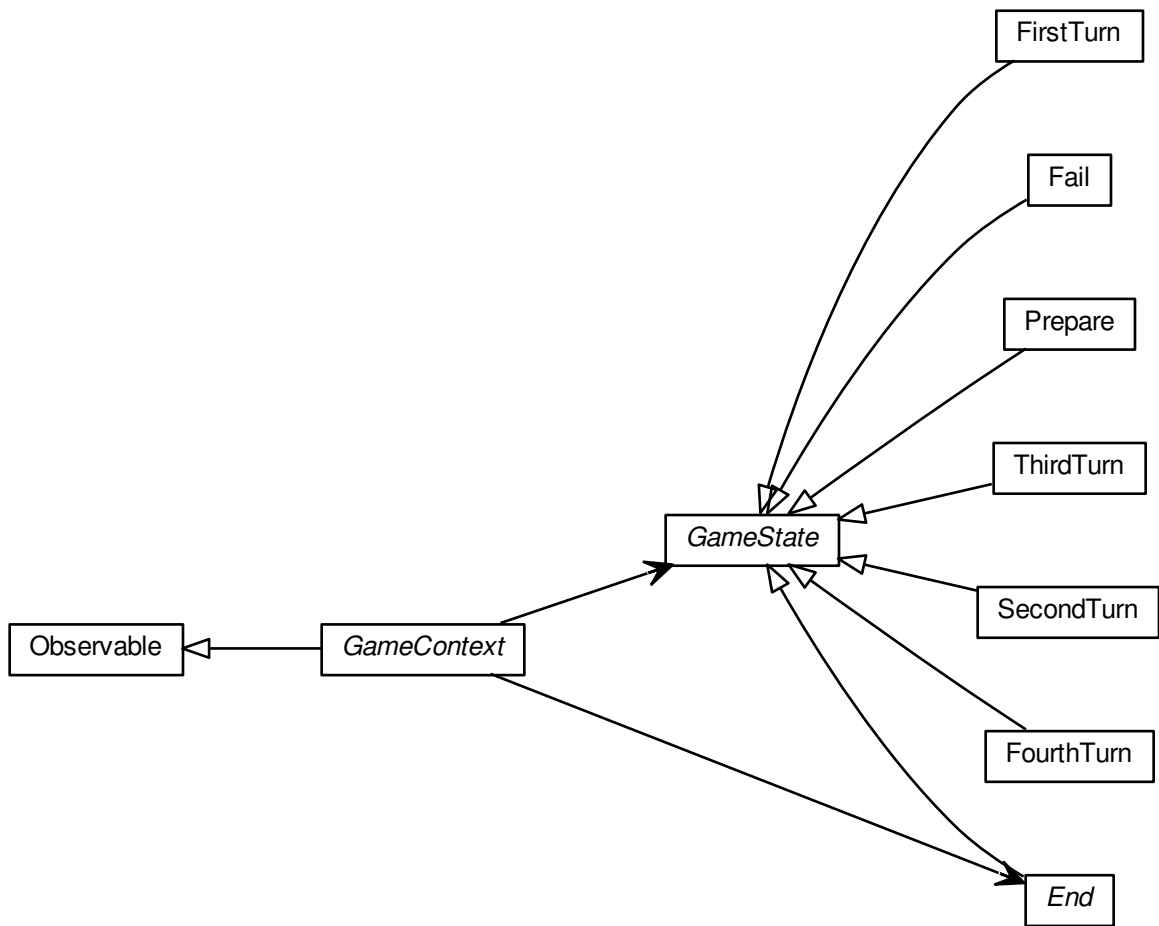 FirstTurn
Fail
Prepare
ThirdTurn
GameState
SecondTurn
Observable
GameContext
FourthTurn
End